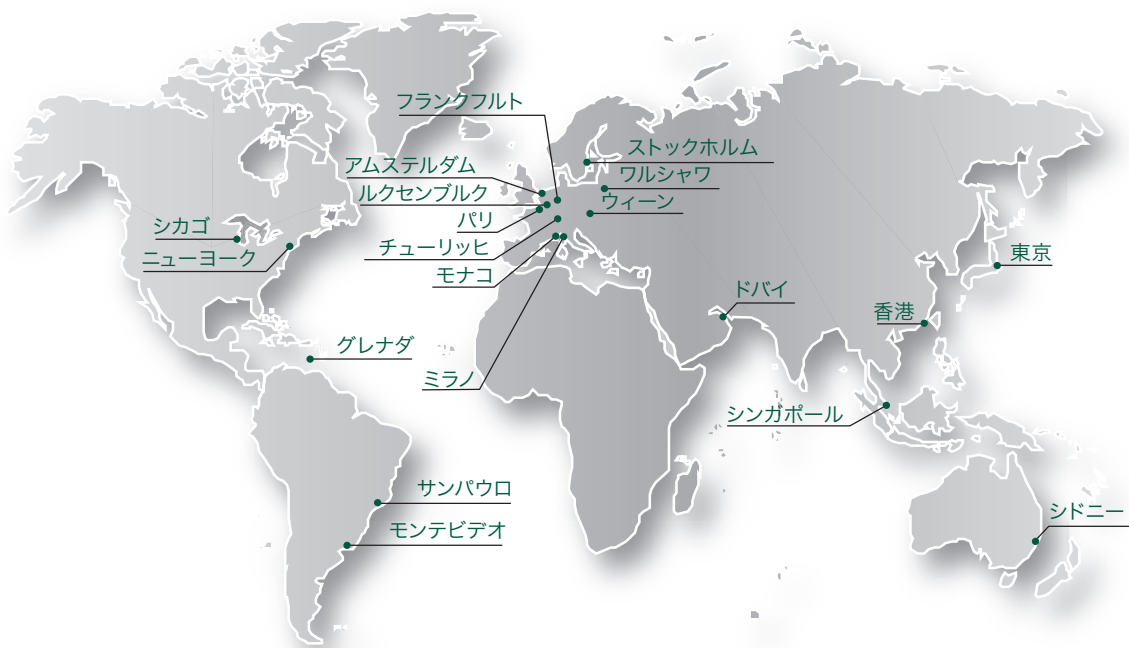 フランクフルト
ストックホルム
アムステルダム
ワルシャワ
ルクセンブルク
ウィーン
パリ
シカゴ
チューリッヒ
ニューヨーク
モナコ
東京
ドバイ
香港
グレナダ
ミラノ
シンガポール
サンパウロ
シドニー
モンテビデオ